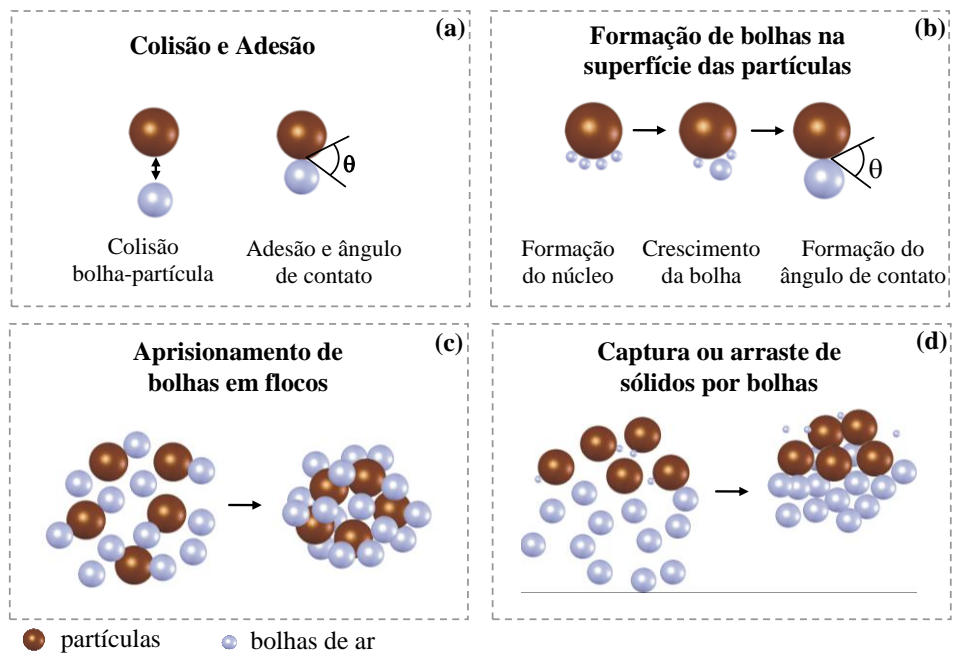 (a)
Colisão e Adesão
θ
Colisão
bolha-partícula
Adesão e ângulo
de contato
(b)
Formação de bolhas na
superfície das partículas
θ
Formação
do núcleo
Crescimento
da bolha
Formação do
ângulo de contato
(c)
Aprisionamento de
bolhas em flocos
(d)
Captura ou arraste de
sólidos por bolhas
partículas
bolhas de ar